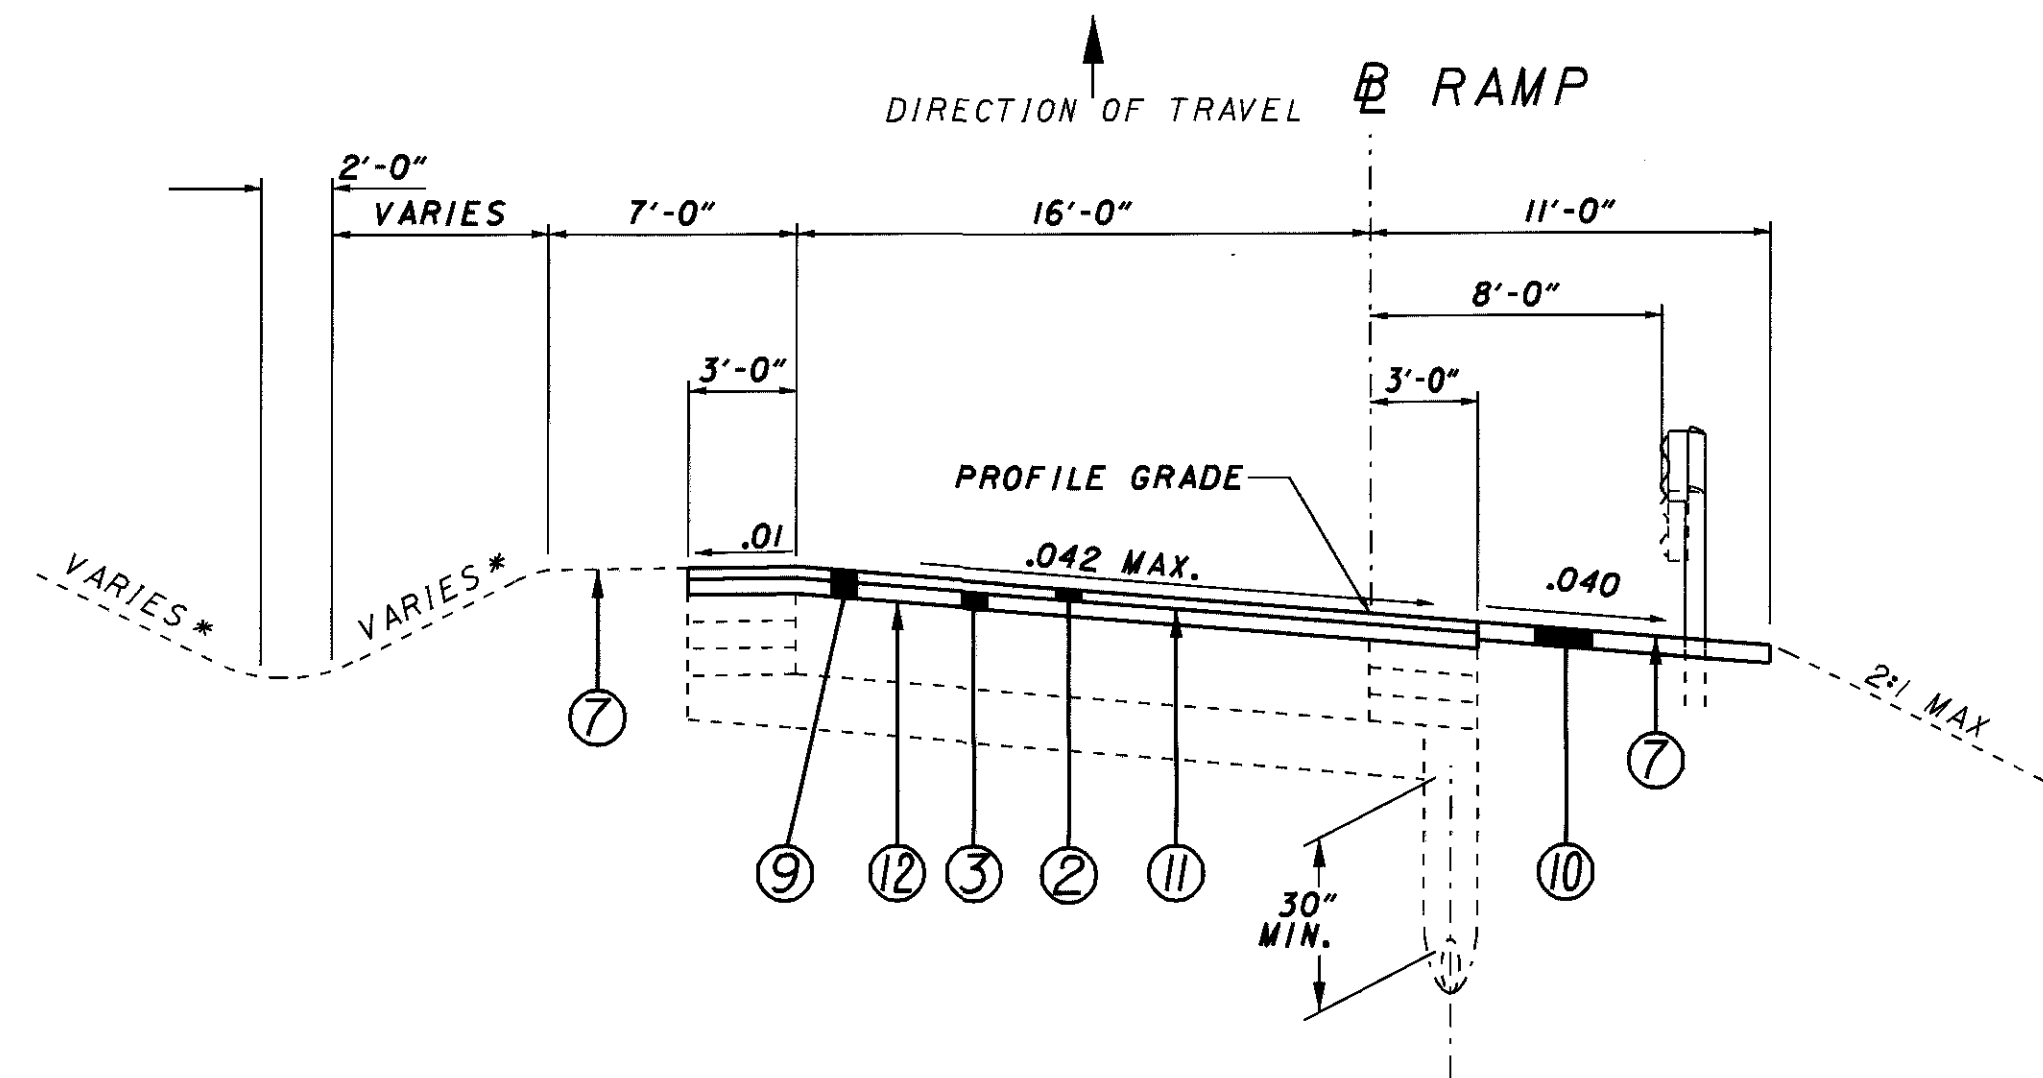 DIRECTION OF TRAVEL
BL RAMP
2'-0"
VARIES
7'-0"
16'-0"
11'-0"
8'-0"
3'-0"
3'-0"
PROFILE GRADE
.01
.042 MAX.
.040
VARIES*
VARIES*
2:1 MAX
7
7
9
12
3
2
11
10
30"
MIN.